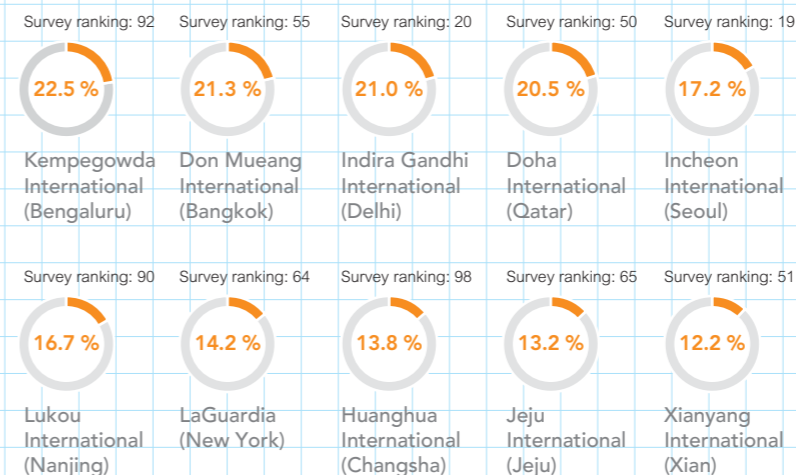 Survey ranking: 92
22.5 %
Kempegowda
International
(Bengaluru)
Survey ranking: 55
21.3 %
Don Mueang
International
(Bangkok)
Survey ranking: 20
21.0 %
Indira Gandhi
International
(Delhi)
Survey ranking: 50
20.5 %
Doha
International
(Qatar)
Survey ranking: 19
17.2 %
Incheon
International
(Seoul)
Survey ranking: 90
16.7 %
Lukou
International
(Nanjing)
Survey ranking: 64
14.2 %
LaGuardia
(New York)
Survey ranking: 98
13.8 %
Huanghua
International
(Changsha)
Survey ranking: 65
13.2 %
Jeju
International
(Jeju)
Survey ranking: 51
12.2 %
Xianyang
International
(Xian)